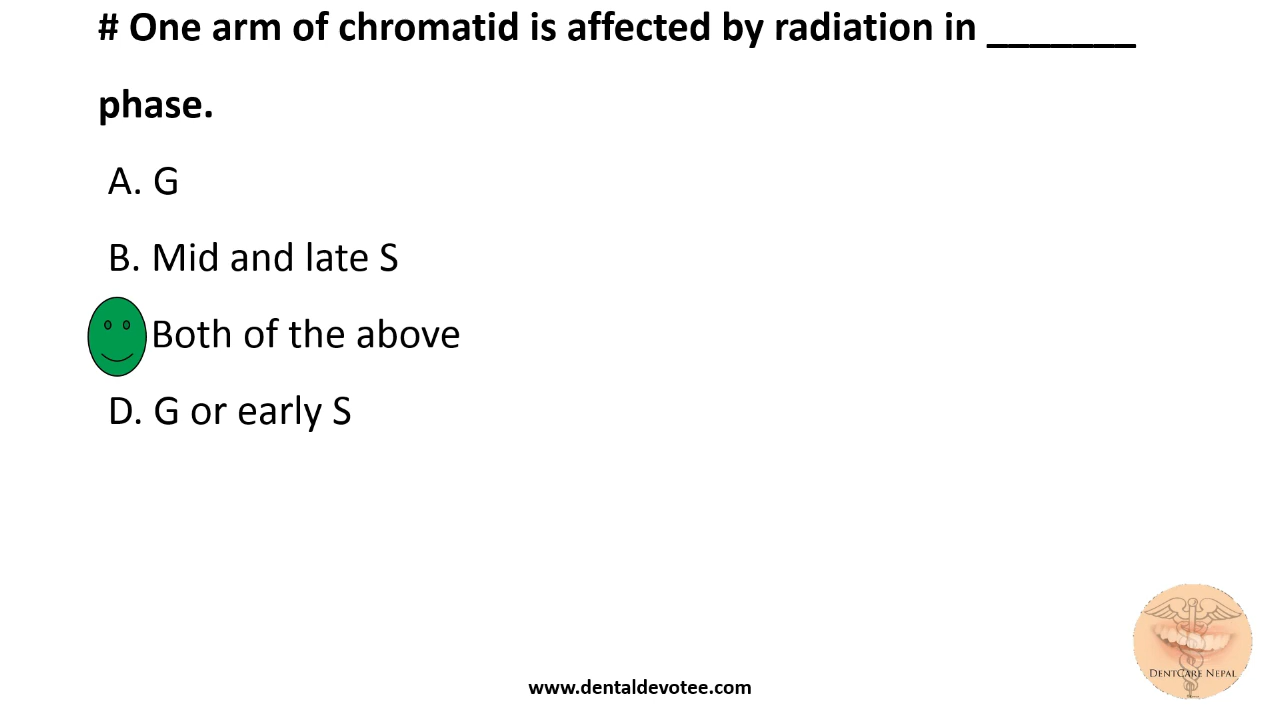 # One arm of chromatid is affected by radiation in _______
phase.
A. G
B. Mid and late S
Both of the above
D. G or early S
DENTCARE NEPAL
www.dentaldevotee.com